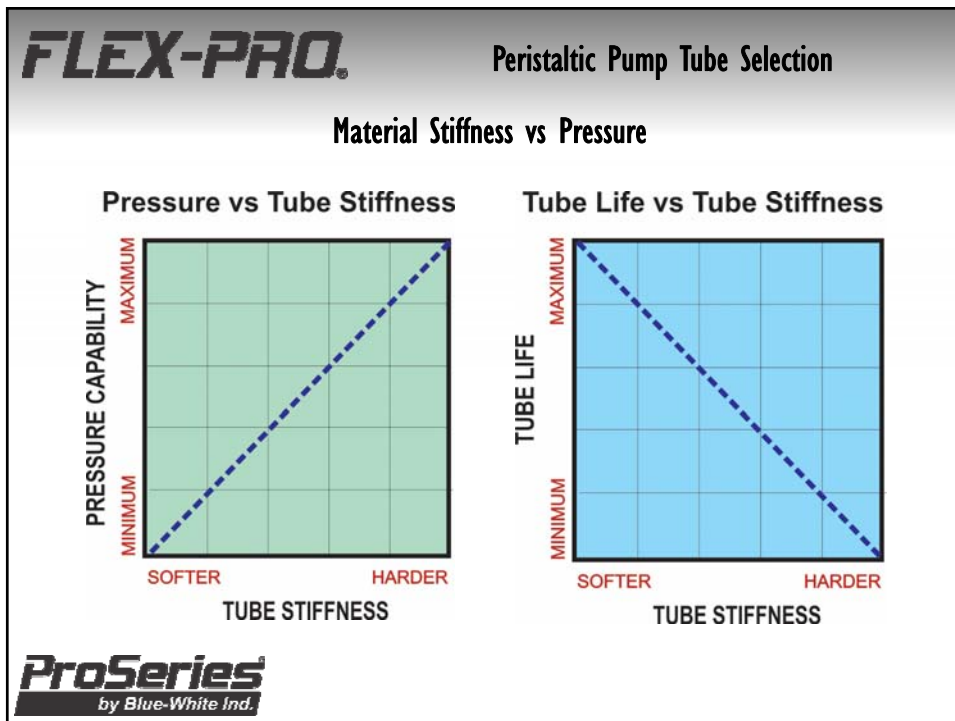 FLEX-PRO®
Peristaltic Pump Tube Selection
Material Stiffness vs Pressure
Pressure vs Tube Stiffness
PRESSURE CAPABILITY
MAXIMUM
MINIMUM
SOFTER HARDER
TUBE STIFFNESS
Tube Life vs Tube Stiffness
TUBE LIFE
MAXIMUM
MINIMUM
SOFTER HARDER
TUBE STIFFNESS
ProSeries®
by Blue-White Ind.